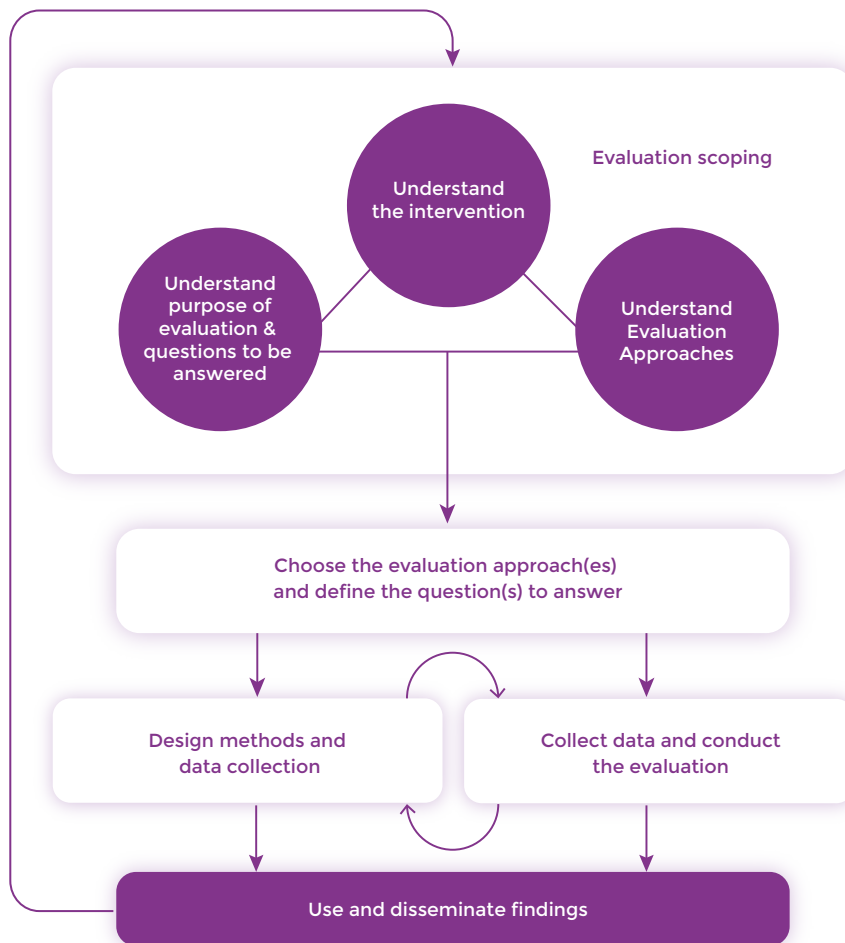 Evaluation scoping
Understand
the intervention
Understand
purpose of
evaluation &
questions to be
answered
Understand
Evaluation
Approaches
Choose the evaluation approach(es)
and define the question(s) to answer
Design methods and
data collection
Collect data and conduct
the evaluation
Use and disseminate findings